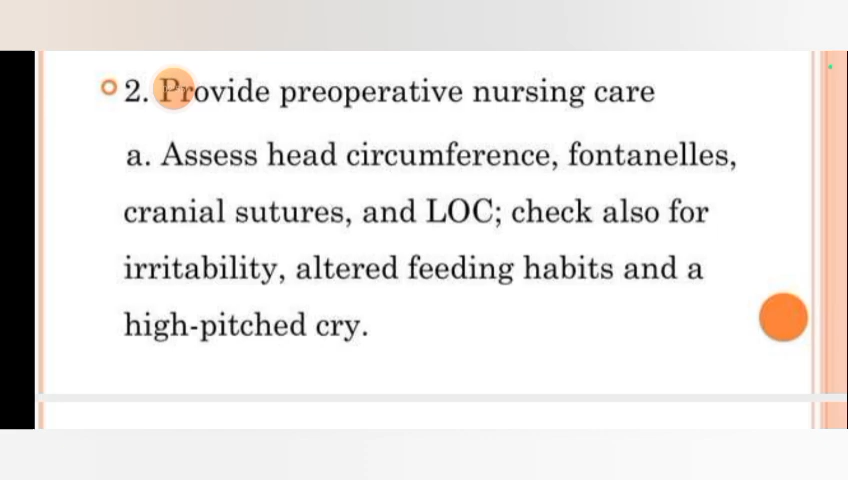 2. Provide preoperative nursing care
a. Assess head circumference, fontanelles,
cranial sutures, and LOC; check also for
irritability, altered feeding habits and a
high-pitched cry.